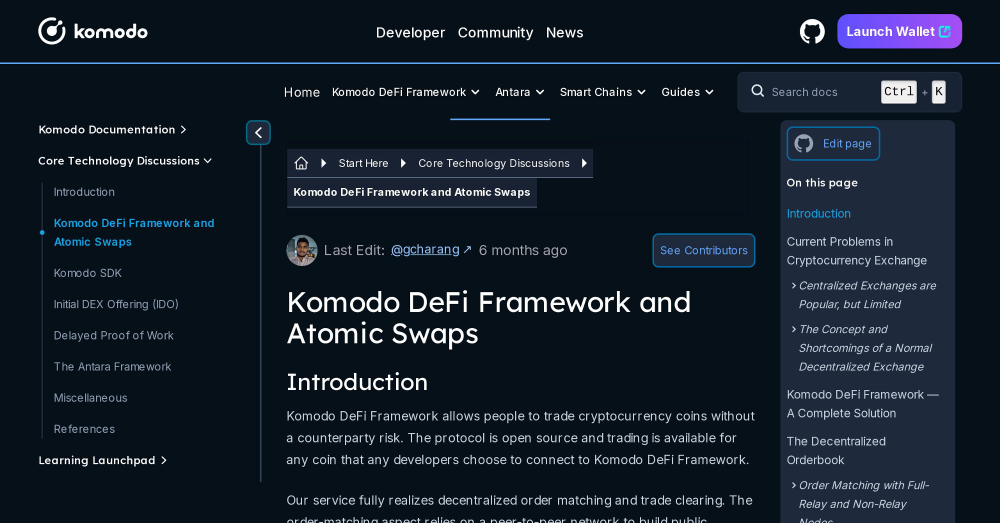 komodo
Developer Community News
Launch Wallet
Home Komodo DeFi Framework Antara Smart Chains Guides
Search docs Ctrl + K
Komodo Documentation
Core Technology Discussions
Introduction
Komodo DeFi Framework and
Atomic Swaps
Komodo SDK
Initial DEX Offering (IDO)
Delayed Proof of Work
The Antara Framework
Miscellaneous
References
Learning Launchpad
Start Here Core Technology Discussions
Komodo DeFi Framework and Atomic Swaps
Last Edit: @gcharang ↗ 6 months ago
See Contributors
Komodo DeFi Framework and
Atomic Swaps
Introduction
Komodo DeFi Framework allows people to trade cryptocurrency coins without
a counterparty risk. The protocol is open source and trading is available for
any coin that any developers choose to connect to Komodo DeFi Framework.
Our service fully realizes decentralized order matching and trade clearing. The
order-matching aspect relies on a peer-to-peer network to build public
Edit page
On this page
Introduction
Current Problems in
Cryptocurrency Exchange
Centralized Exchanges are
Popular, but Limited
The Concept and
Shortcomings of a Normal
Decentralized Exchange
Komodo DeFi Framework —
A Complete Solution
The Decentralized
Orderbook
Order Matching with Full-
Relay and Non-Relay
Nodes